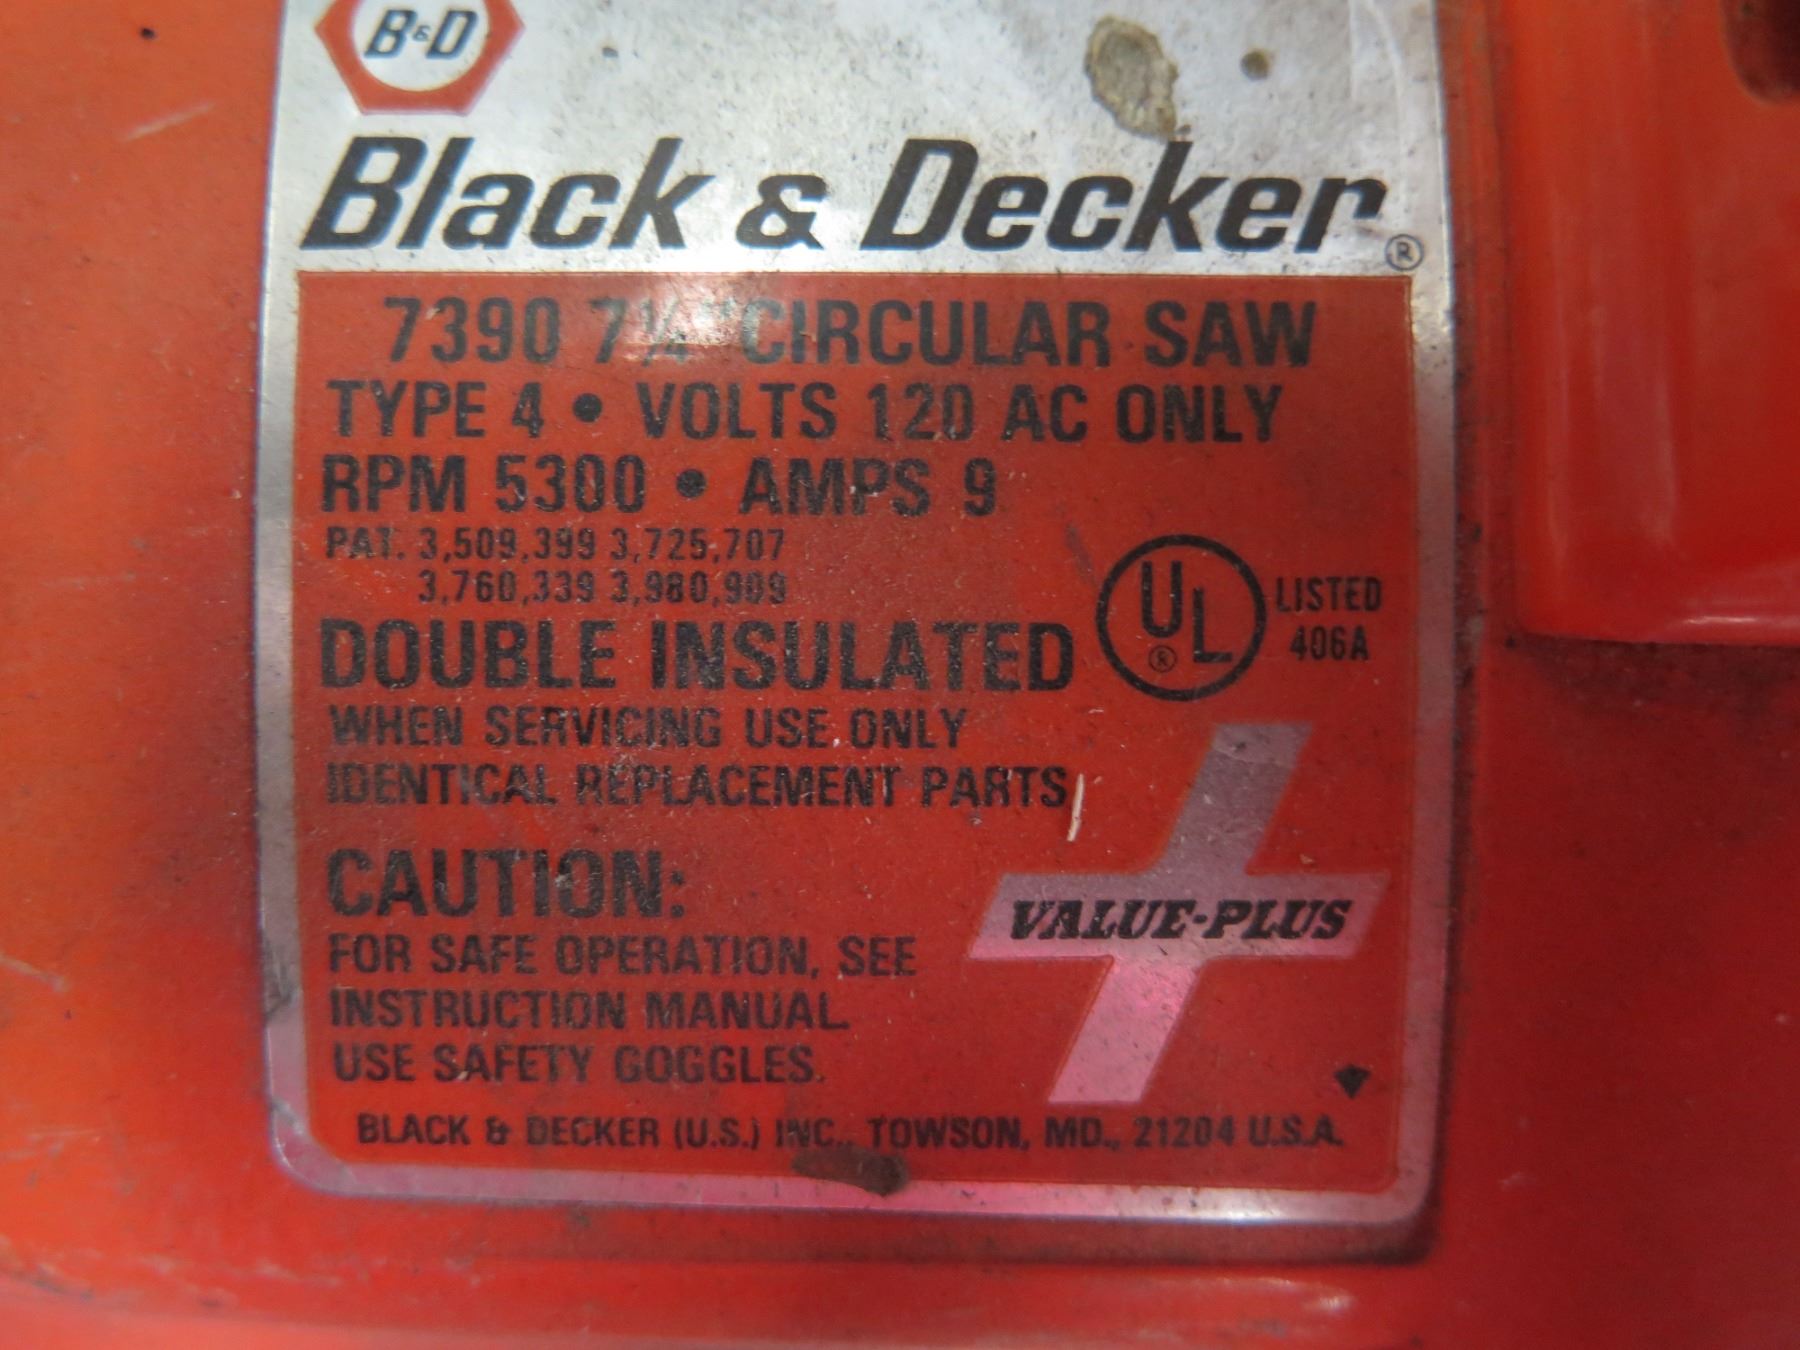 B&D
Black & Decker®
7390 7¼" CIRCULAR SAW
TYPE 4 • VOLTS 120 AC ONLY
RPM 5300 • AMPS 9
PAT. 3,509,399 3,725,707
3,760,339 3,980,909
DOUBLE INSULATED
UL® LISTED
406A
WHEN SERVICING USE ONLY
IDENTICAL REPLACEMENT PARTS
CAUTION:
FOR SAFE OPERATION, SEE
INSTRUCTION MANUAL
USE SAFETY GOGGLES.
VALUE-PLUS
BLACK & DECKER (U.S.) INC., TOWSON, MD., 21204 U.S.A.